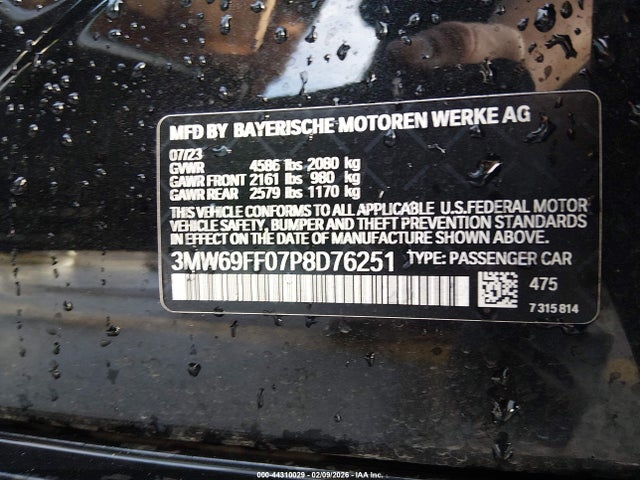 MFD BY BAYERISCHE MOTOREN WERKE AG
07/23
GVWR 4586 lbs 2080 kg
GAWR FRONT 2161 lbs 980 kg
GAWR REAR 2579 lbs 1170 kg
THIS VEHICLE CONFORMS TO ALL APPLICABLE U.S. FEDERAL MOTOR
VEHICLE SAFETY, BUMPER AND THEFT PREVENTION STANDARDS
IN EFFECT ON THE DATE OF MANUFACTURE SHOWN ABOVE.
3MW69FF07P8D76251 TYPE: PASSENGER CAR
475
7 315 814
000-44310029 - 02/09/2026 - IAA Inc.